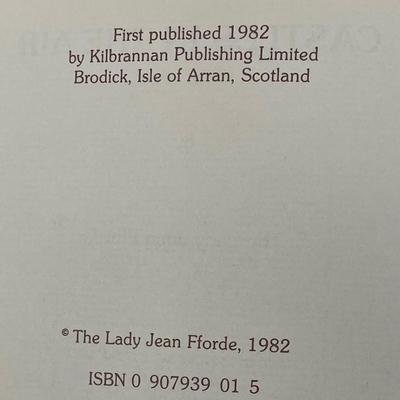 First published 1982
by Kilbrannan Publishing Limited
Brodick, Isle of Arran, Scotland
© The Lady Jean Fforde, 1982
ISBN 0 907939 01 5